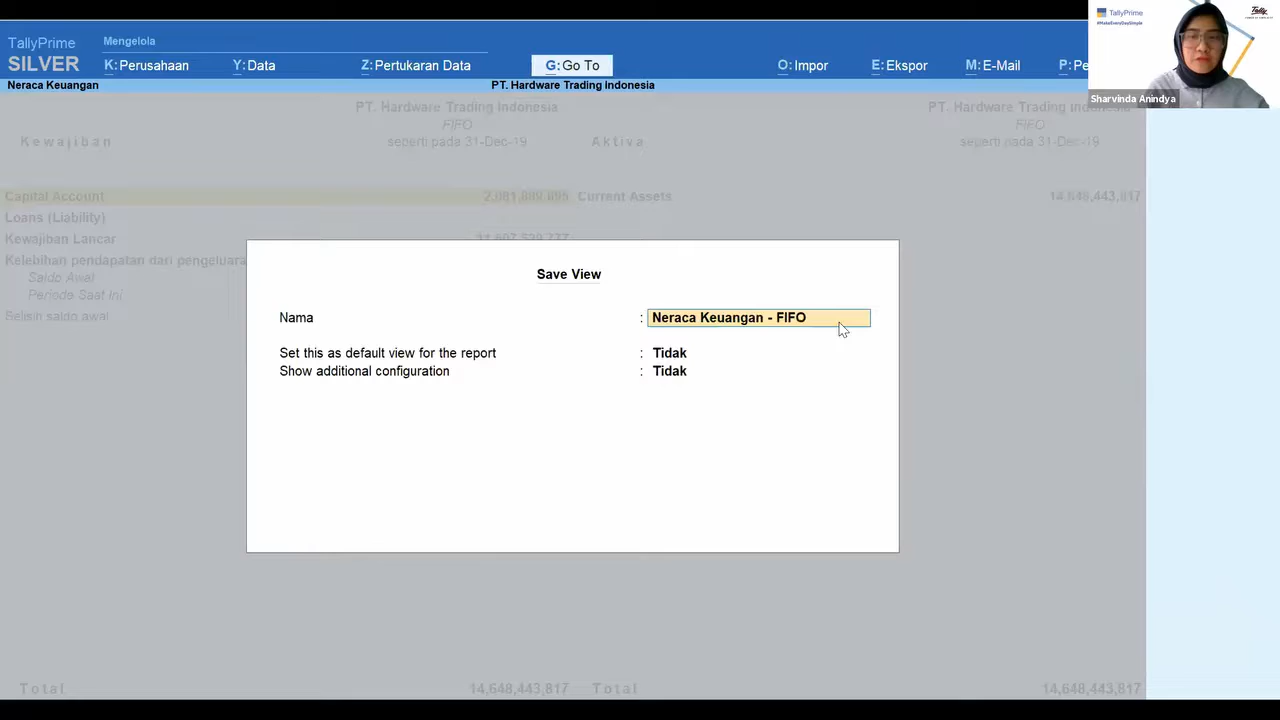 TallyPrime
SILVER
Mengelola
K:Perusahaan
Y:Data
Z:Pertukaran Data
G:Go To
O:Impor
E:Ekspor
M:E-Mail
P:Pe
TallyPrime
#MakeEverydaySimple
Tally
Sharvinda Anindya
Neraca Keuangan
PT. Hardware Trading Indonesia
Kewajiban
PT. Hardware Trading Indonesia
FIFO
seperti pada 31-Dec-19
Aktiva
PT. Hardware Trading Indonesia
FIFO
seperti pada 31-Dec-19
Capital Account
2,081,889,895
Current Assets
14,648,443,817
Loans (Liability)
Kewajiban Lancar
Kelebihan pendapatan dari pengeluara
Saldo Awal
Periode Saat Ini
Selisih saldo awal
Save View
Nama : Neraca Keuangan - FIFO
Set this as default view for the report : Tidak
Show additional configuration : Tidak
Total 14,648,443,817
Total 14,648,443,817